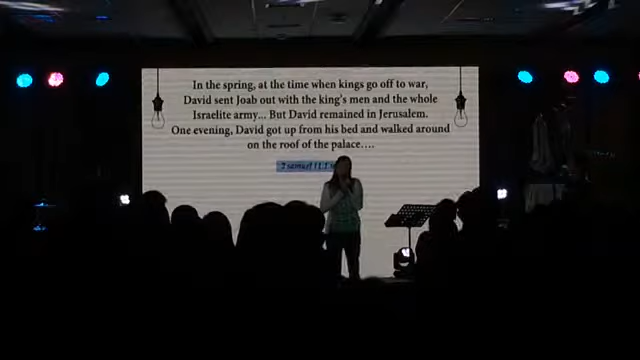 In the spring, at the time when kings go off to war,
David sent Joab out with the king's men and the whole
Israelite army... But David remained in Jerusalem.
One evening, David got up from his bed and walked around
on the roof of the palace....
2 samuel 11:1